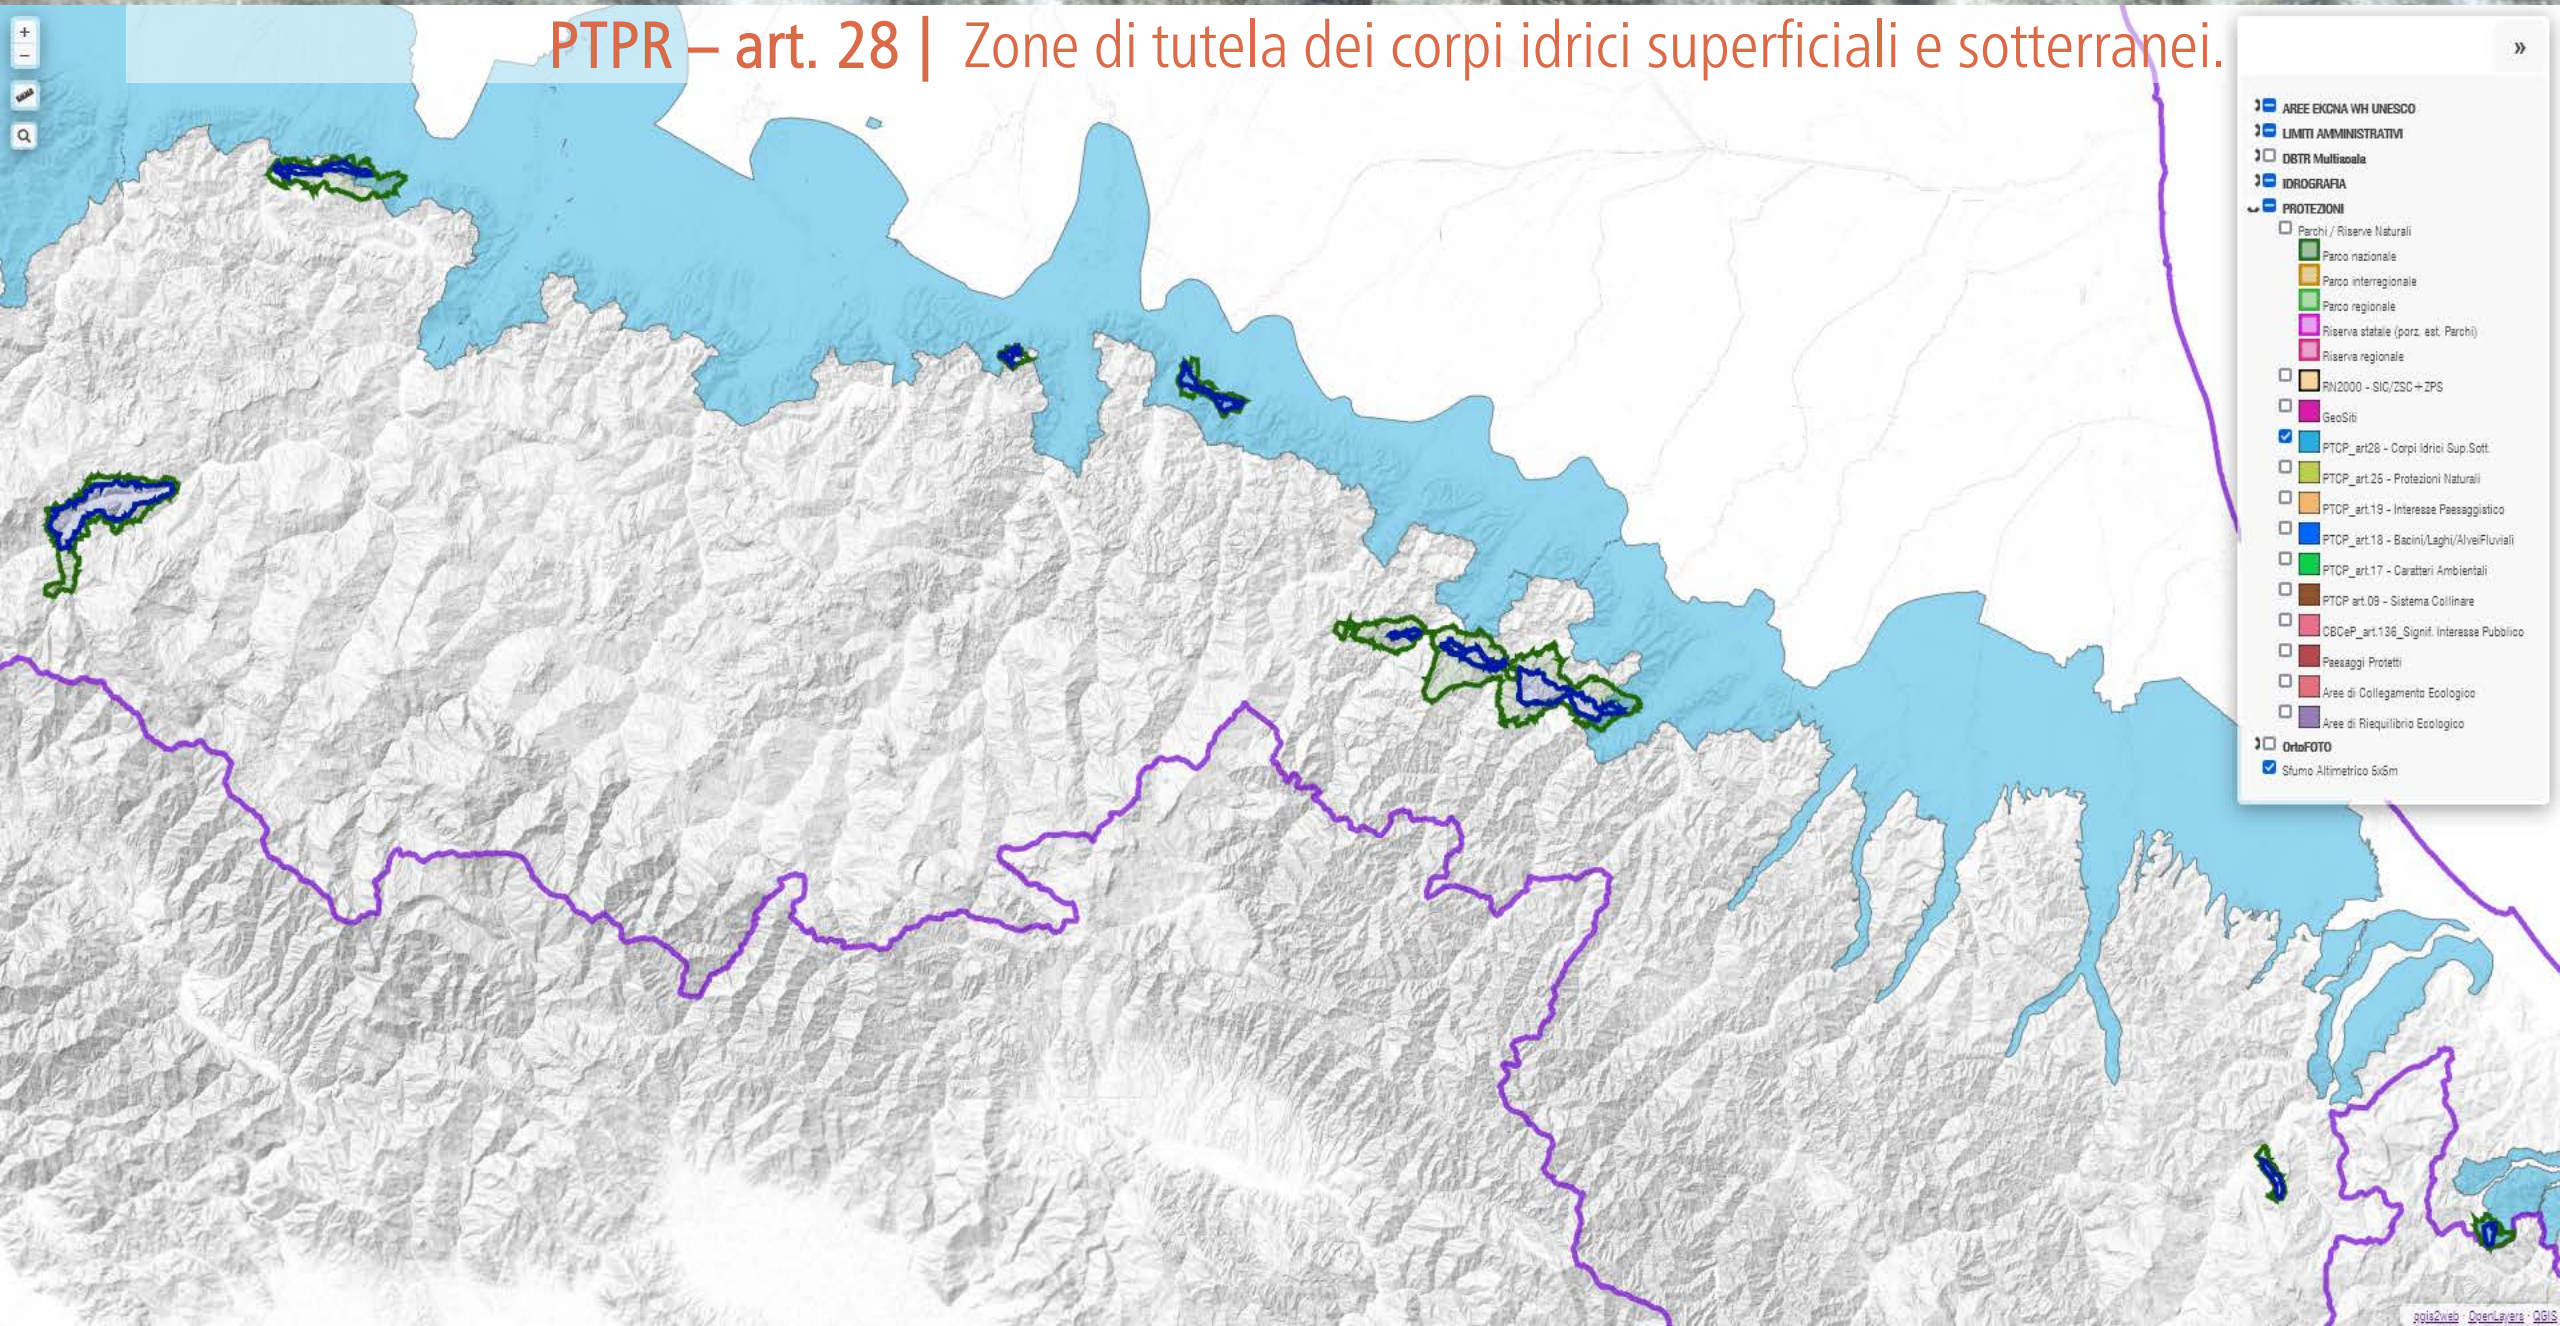 PTPR – art. 28 | Zone di tutela dei corpi idrici superficiali e sotterranei.
+
−
»
AREE EKCNA WH UNESCO
LIMITI AMMINISTRATIVI
DBTR Multiscala
IDROGRAFIA
PROTEZIONI
Parchi / Riserve Naturali
Parco nazionale
Parco interregionale
Parco regionale
Riserva statale (porz. est. Parchi)
Riserva regionale
RN2000 - SIC/ZSC+ZPS
GeoSiti
PTCP_art28 - Corpi Idrici Sup.Sott.
PTCP_art.25 - Protezioni Naturali
PTCP_art.19 - Interesse Paesaggistico
PTCP_art.18 - Bacini/Laghi/AlveiFluviali
PTCP_art.17 - Caratteri Ambientali
PTCP art.09 - Sistema Collinare
CBCeP_art.136_Signif. Interesse Pubblico
Paesaggi Protetti
Aree di Collegamento Ecologico
Aree di Riequilibrio Ecologico
OrtoFOTO
Sfumo Altimetrico 5x5m
qgis2web · OpenLayers · QGIS